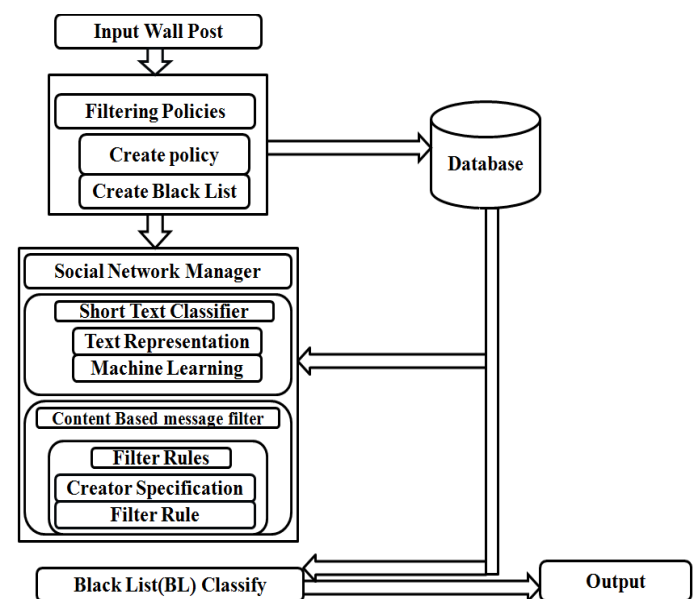 Input Wall Post
Filtering Policies
Create policy
Create Black List
Database
Social Network Manager
Short Text Classifier
Text Representation
Machine Learning
Content Based message filter
Filter Rules
Creator Specification
Filter Rule
Black List(BL) Classify
Output